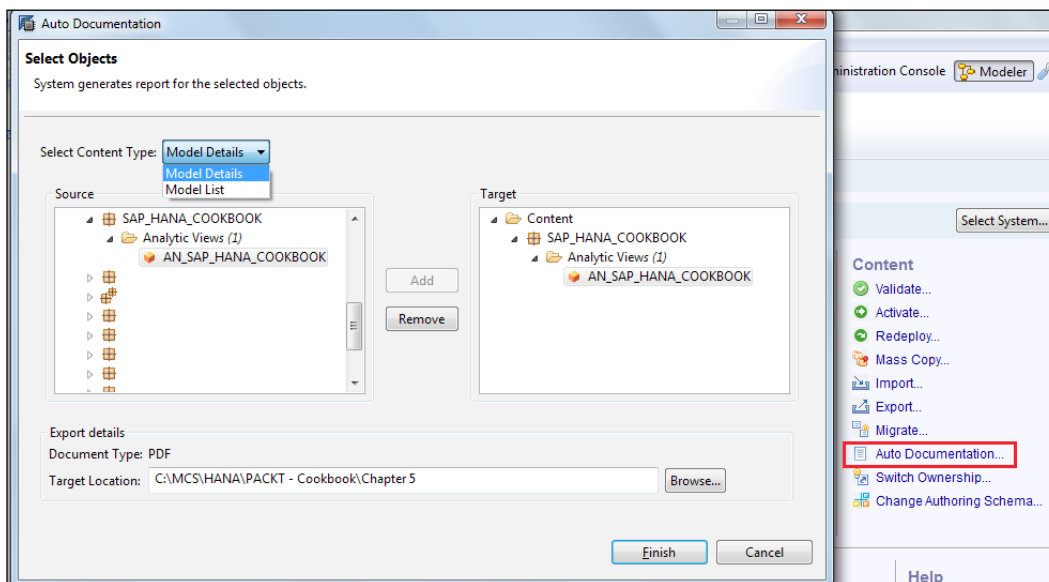 Auto Documentation
Select Objects
System generates report for the selected objects.
Select Content Type: Model Details
Model Details
Model List
Source
SAP_HANA_COOKBOOK
Analytic Views (1)
AN_SAP_HANA_COOKBOOK
Add
Remove
Target
Content
SAP_HANA_COOKBOOK
Analytic Views (1)
AN_SAP_HANA_COOKBOOK
Export details
Document Type: PDF
Target Location: C:\MCS\HANA\PACKT - Cookbook\Chapter 5
Browse...
Finish
Cancel
ninistration Console Modeler
Select System...
Content
Validate...
Activate...
Redeploy...
Mass Copy...
Import...
Export...
Migrate...
Auto Documentation...
Switch Ownership...
Change Authoring Schema...
Help